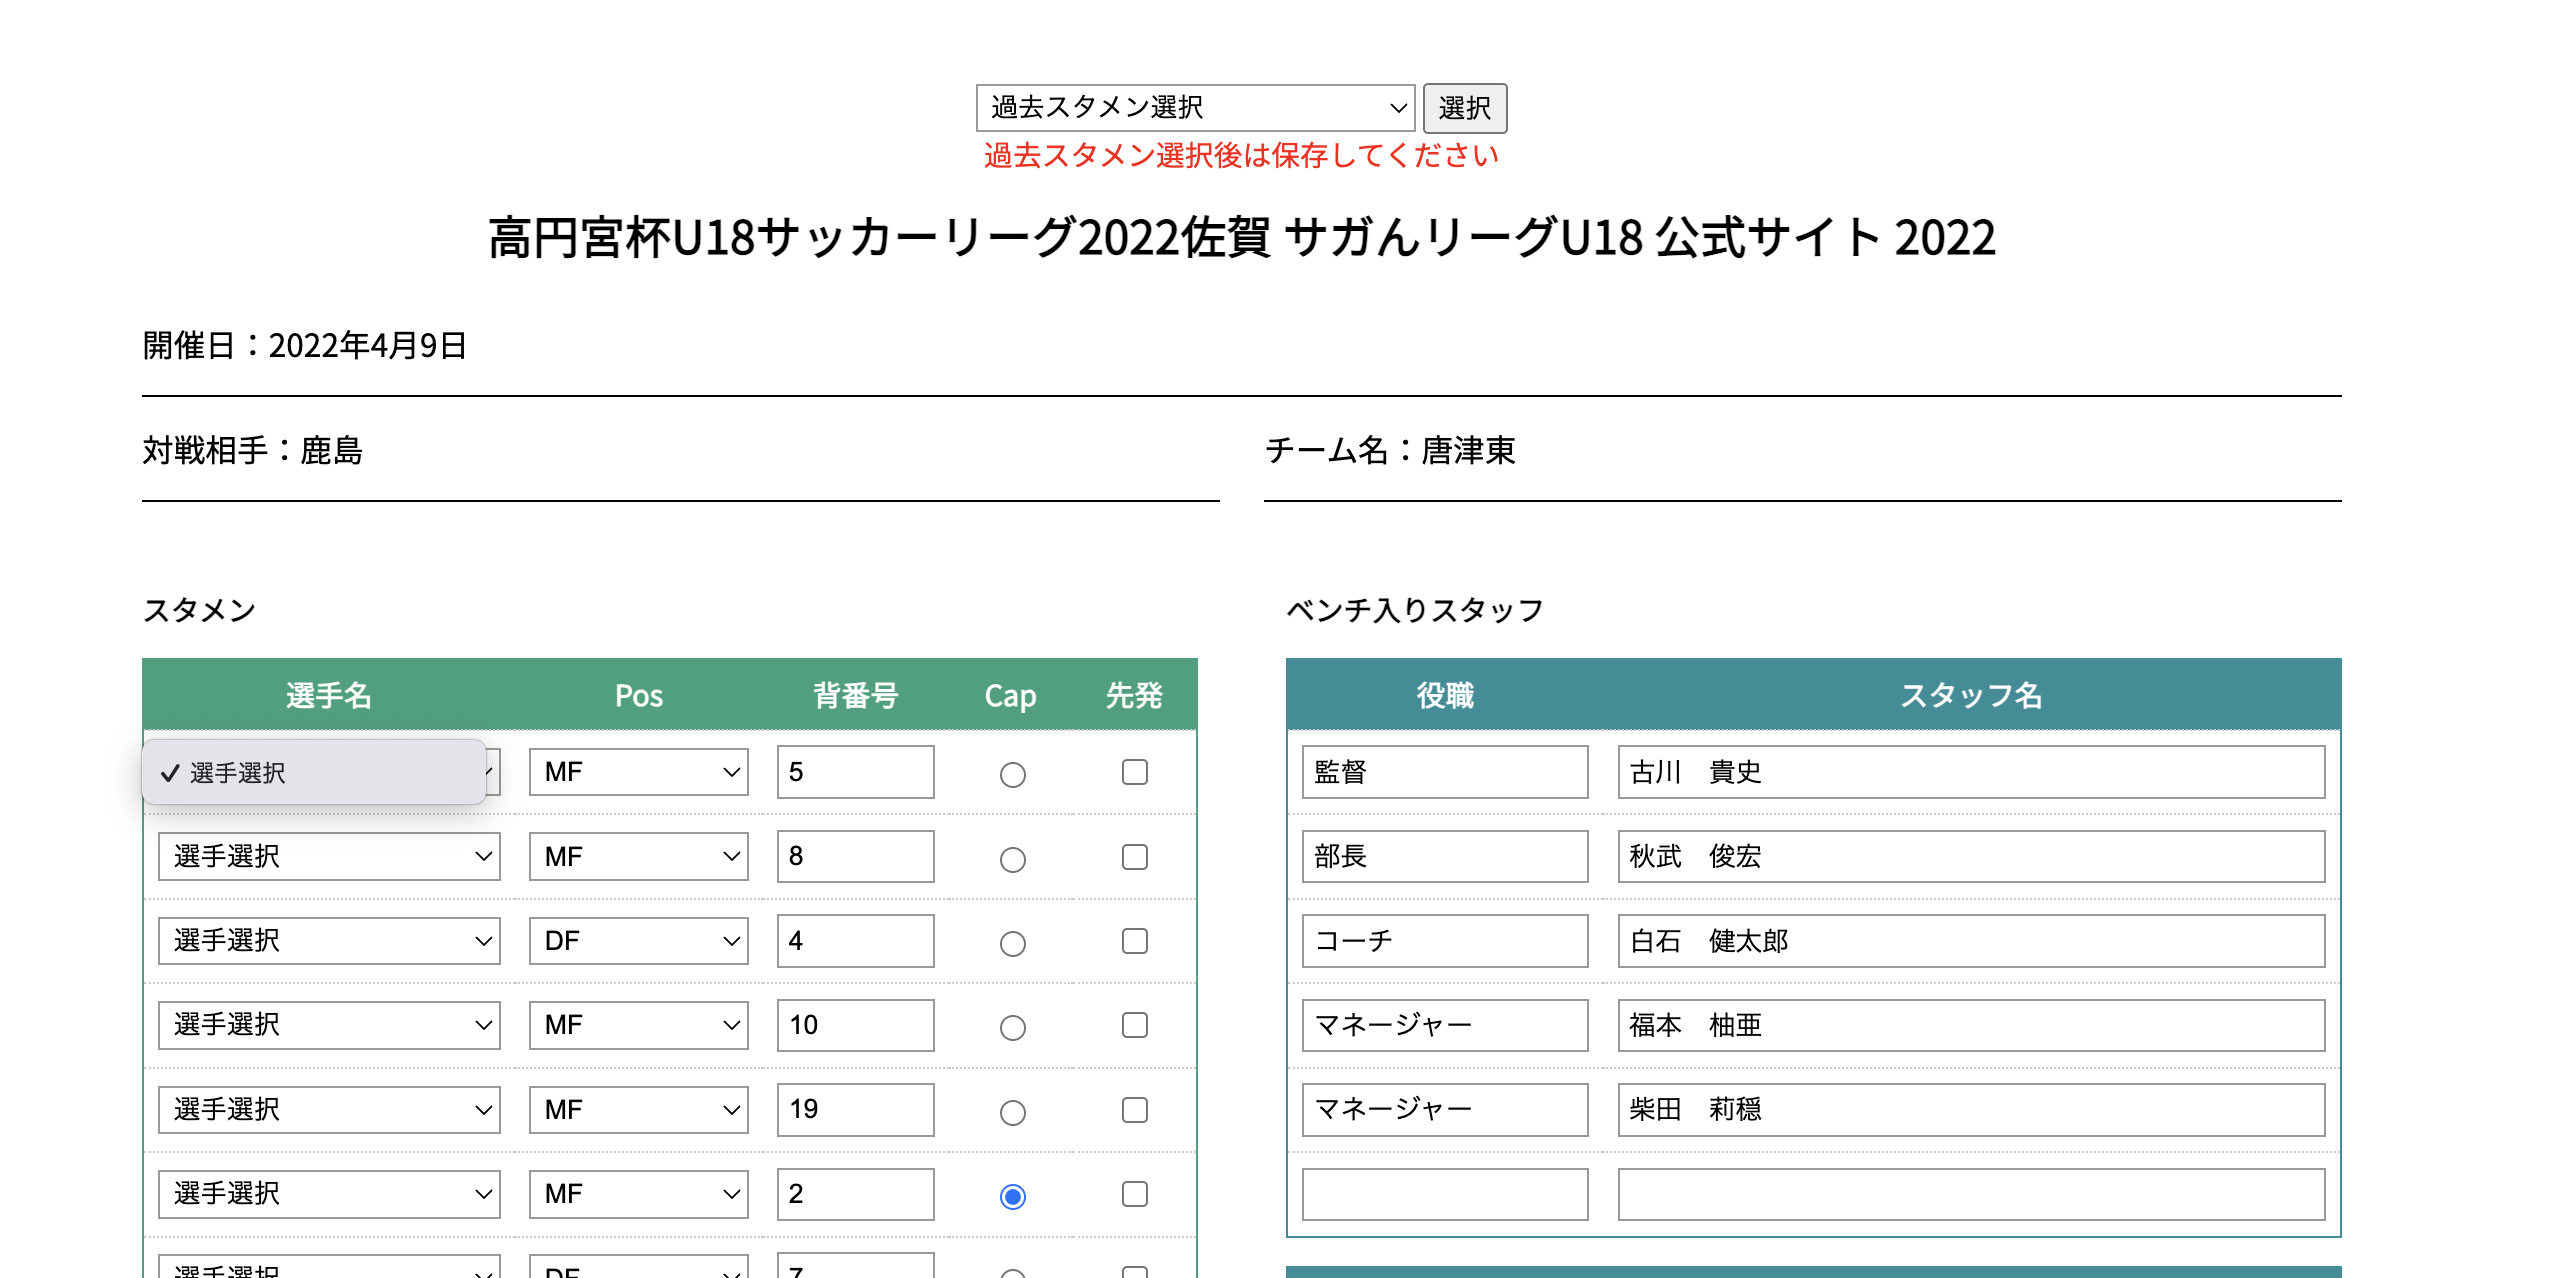 過去スタメン選択 選択
過去スタメン選択後は保存してください
高円宮杯U18サッカーリーグ2022佐賀 サガんリーグU18 公式サイト 2022
開催日：2022年4月9日
対戦相手：鹿島
チーム名：唐津東
スタメン
選手名 Pos 背番号 Cap 先発
選手選択 MF 5
選手選択 MF 8
選手選択 DF 4
選手選択 MF 10
選手選択 MF 19
選手選択 MF 2
選手選択 DF 7
ベンチ入りスタッフ
役職 スタッフ名
監督 古川　貴史
部長 秋武　俊宏
コーチ 白石　健太郎
マネージャー 福本　柚亜
マネージャー 柴田　莉穏